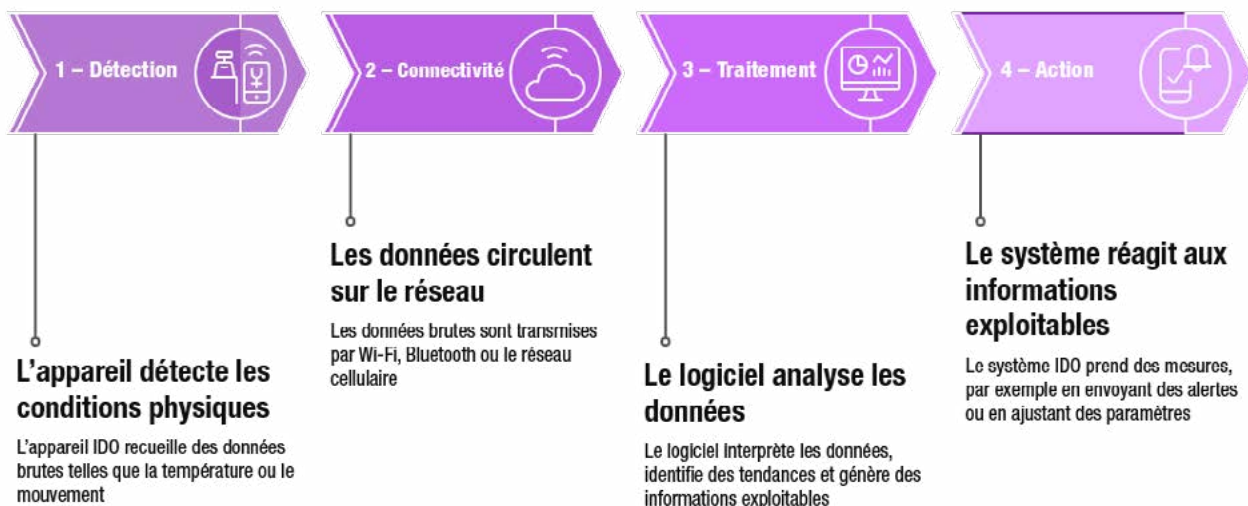 1 – Détection
2 – Connectivité
3 – Traitement
4 – Action
L’appareil détecte les
conditions physiques
L’appareil IDO recueille des données
brutes telles que la température ou le
mouvement
Les données circulent
sur le réseau
Les données brutes sont transmises
par Wi-Fi, Bluetooth ou le réseau
cellulaire
Le logiciel analyse les
données
Le logiciel interprète les données,
identifie des tendances et génère des
informations exploitables
Le système réagit aux
informations
exploitables
Le système IDO prend des mesures,
par exemple en envoyant des alertes
ou en ajustant des paramètres